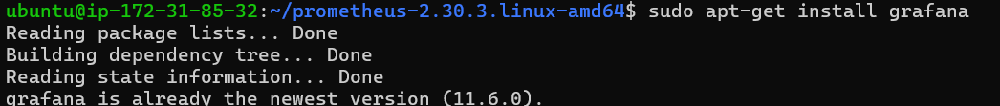 ubuntu@ip-172-31-85-32:~/prometheus-2.30.3.linux-amd64$ sudo apt-get install grafana
Reading package lists... Done
Building dependency tree... Done
Reading state information... Done
grafana is already the newest version (11.6.0).